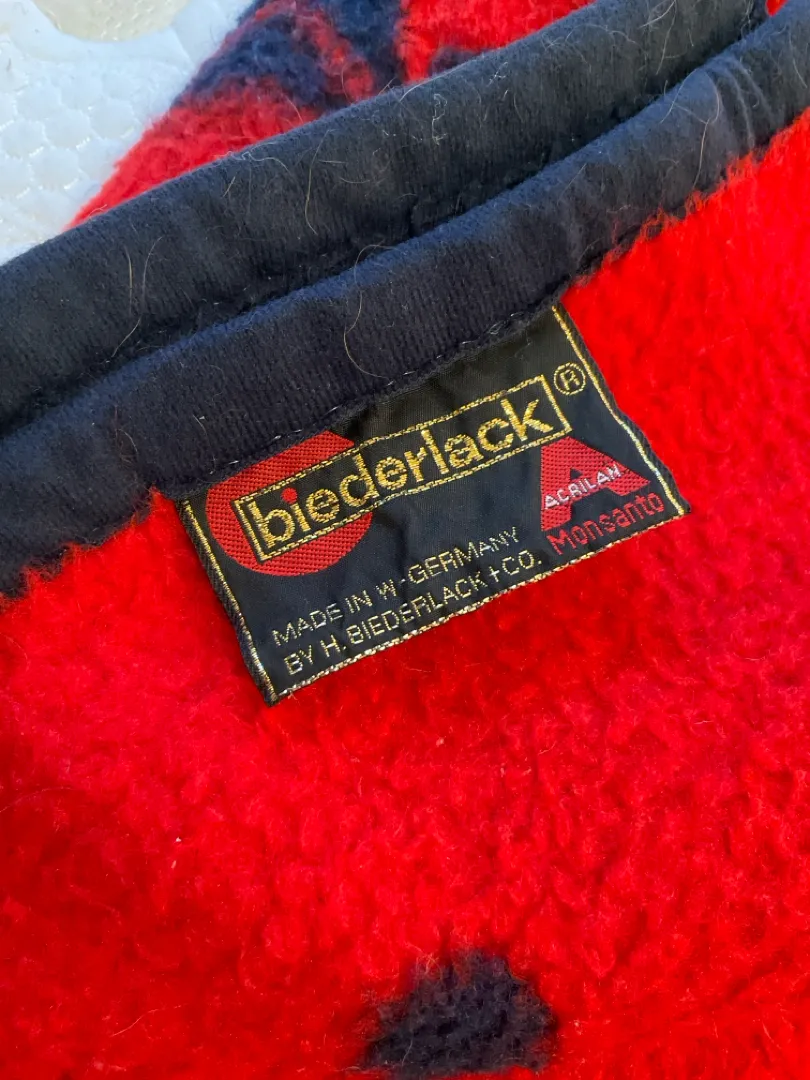 biederlack®
ACRILAN
Monsanto
MADE IN W-GERMANY
BY H. BIEDERLACK+CO.